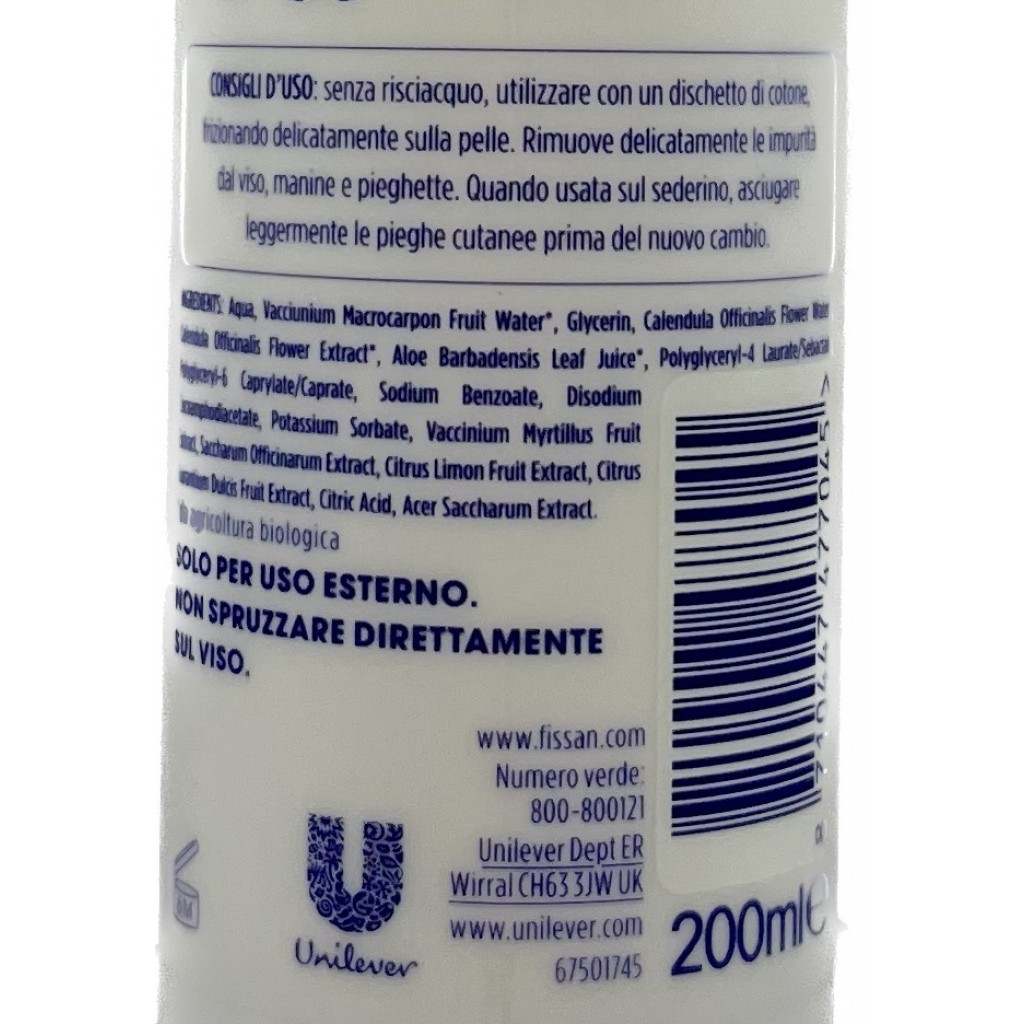 CONSIGLI D'USO: senza risciacquo, utilizzare con un dischetto di cotone,
frizionando delicatamente sulla pelle. Rimuove delicatamente le impurità
dal viso, manine e pieghette. Quando usata sul sederino, asciugare
leggermente le pieghe cutanee prima del nuovo cambio.
INGREDIENTS: Aqua, Vacciunium Macrocarpon Fruit Water*, Glycerin, Calendula Officinalis Flower Water
Calendula Officinalis Flower Extract*, Aloe Barbadensis Leaf Juice*, Polyglyceryl-4 Laurate/Sebacate
Polyglyceryl-6 Caprylate/Caprate, Sodium Benzoate, Disodium
Potassium Sorbate, Vaccinium Myrtillus Fruit
Saccharum Officinarum Extract, Citrus Limon Fruit Extract, Citrus
Dulcis Fruit Extract, Citric Acid, Acer Saccharum Extract.
da agricoltura biologica
SOLO PER USO ESTERNO.
NON SPRUZZARE DIRETTAMENTE
SUL VISO.
www.fissan.com
Numero verde:
800-800121
Unilever Dept ER
Wirral CH63 3JW UK
www.unilever.com
67501745
Unilever
6M
200ml e